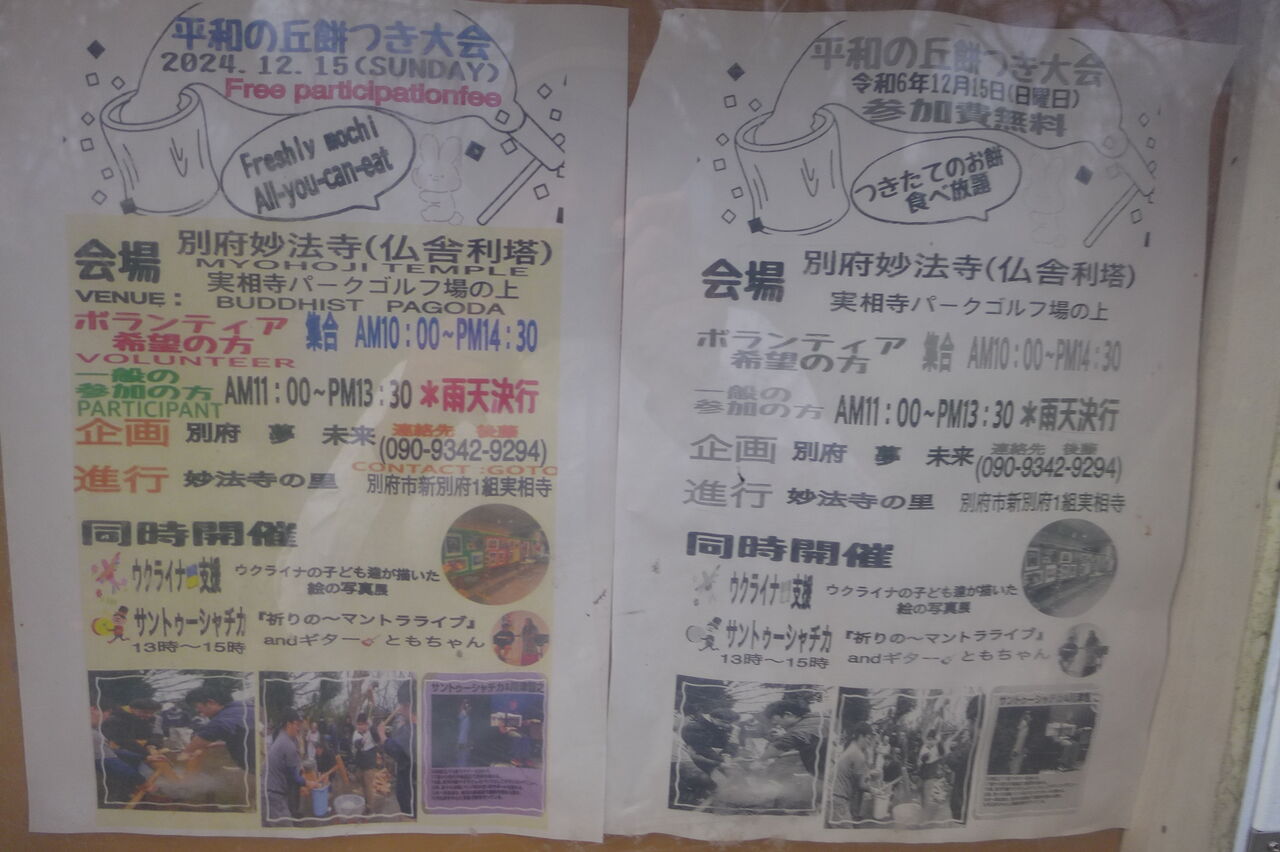 平和の丘餅つき大会
2024.12.15(SUNDAY)
Free participationfee
Freshly mochi
All-you-can-eat
会場 別府妙法寺(仏舎利塔)
MYOHOJI TEMPLE
実相寺パークゴルフ場の上
VENUE: BUDDHIST PAGODA
ボランティア
希望の方 集合 AM10:00~PM14:30
VOLUNTEER
一般の
参加の方 AM11:00~PM13:30 *雨天決行
PARTICIPANT
企画 別府 夢 未来 連絡先 後藤
(090-9342-9294)
CONTACT:GOTO
進行 妙法寺の里 別府市新別府1組実相寺
同時開催
ウクライナ支援 ウクライナの子ども達が描いた
絵の写真展
サントゥーシャチカ 『祈りの~マントラライブ』
13時~15時 andギター ともちゃん
平和の丘餅つき大会
令和6年12月15日(日曜日)
参加費無料
つきたてのお餅
食べ放題
会場 別府妙法寺(仏舎利塔)
実相寺パークゴルフ場の上
ボランティア
希望の方 集合 AM10:00~PM14:30
一般の
参加の方 AM11:00~PM13:30 *雨天決行
企画 別府 夢 未来 連絡先 後藤
(090-9342-9294)
進行 妙法寺の里 別府市新別府1組実相寺
同時開催
ウクライナ支援 ウクライナの子ども達が描いた
絵の写真展
サントゥーシャチカ 『祈りの~マントラライブ』
13時~15時 andギター ともちゃん